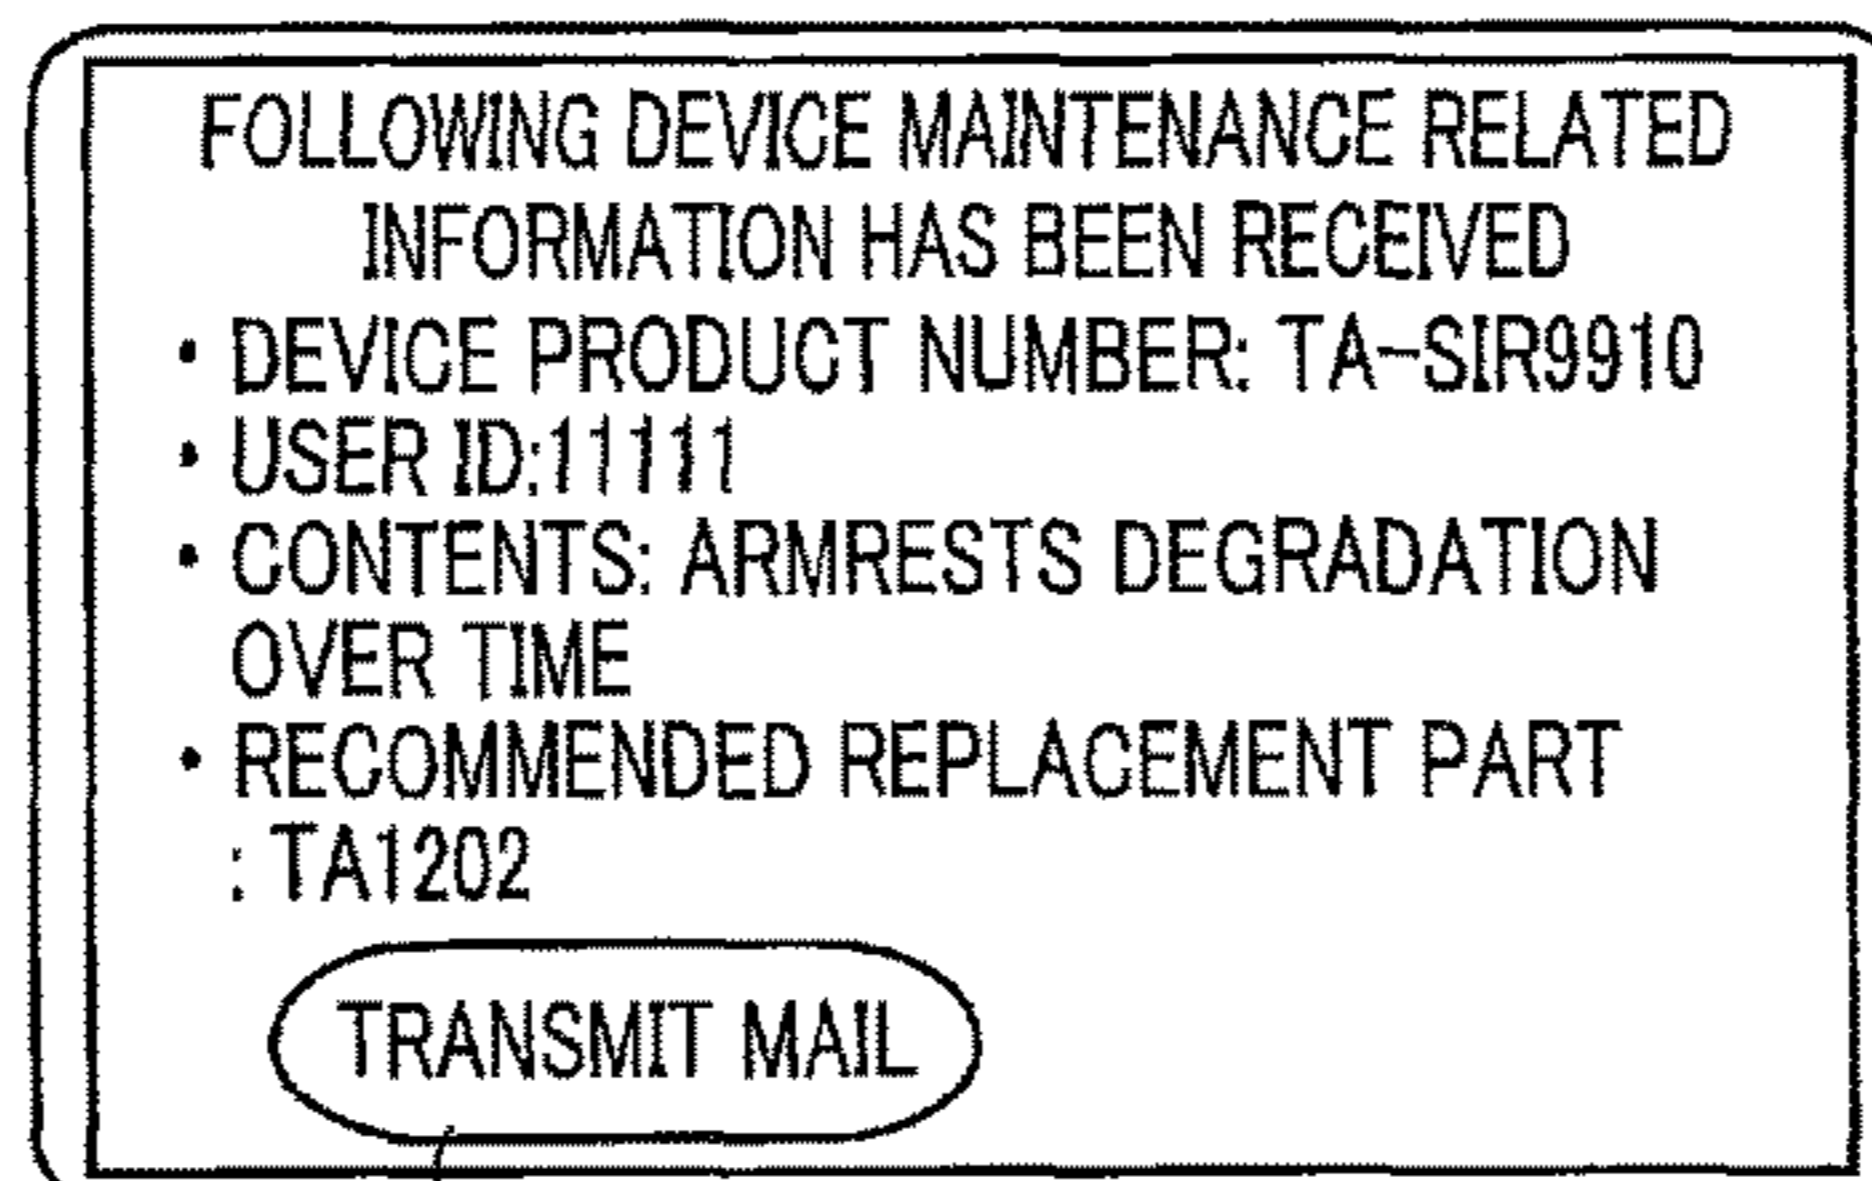 FOLLOWING DEVICE MAINTENANCE RELATED
INFORMATION HAS BEEN RECEIVED
・DEVICE PRODUCT NUMBER: TA-SIR9910
・USER ID:11111
・CONTENTS: ARMRESTS DEGRADATION
OVER TIME
・RECOMMENDED REPLACEMENT PART
: TA1202
TRANSMIT MAIL